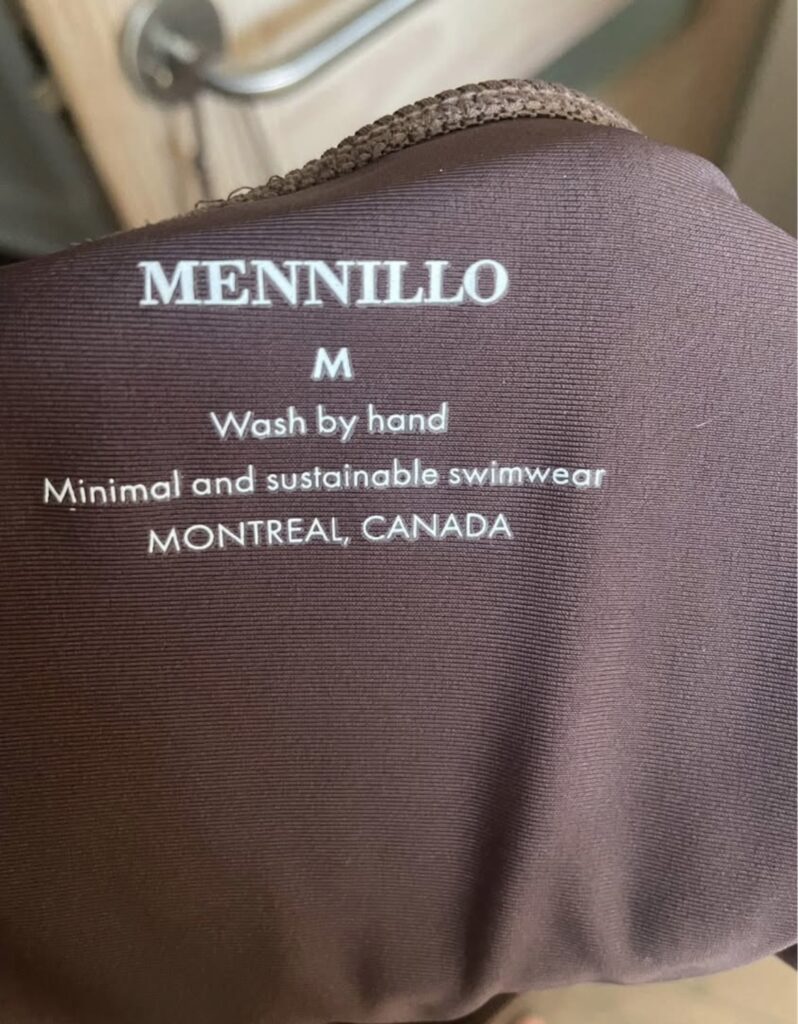 MENNILLO
M
Wash by hand
Minimal and sustainable swimwear
MONTREAL, CANADA